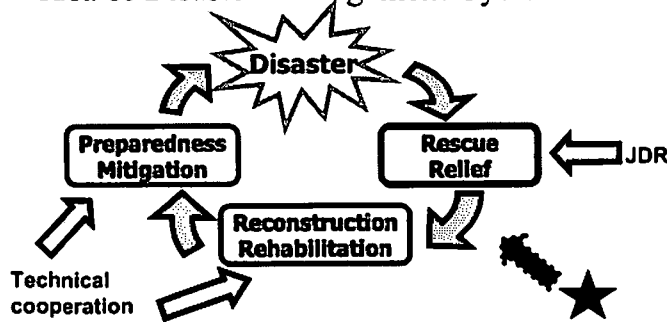 Disaster
Preparedness
Mitigation
Rescue
Relief
JDR
Reconstruction
Rehabilitation
Technical
cooperation